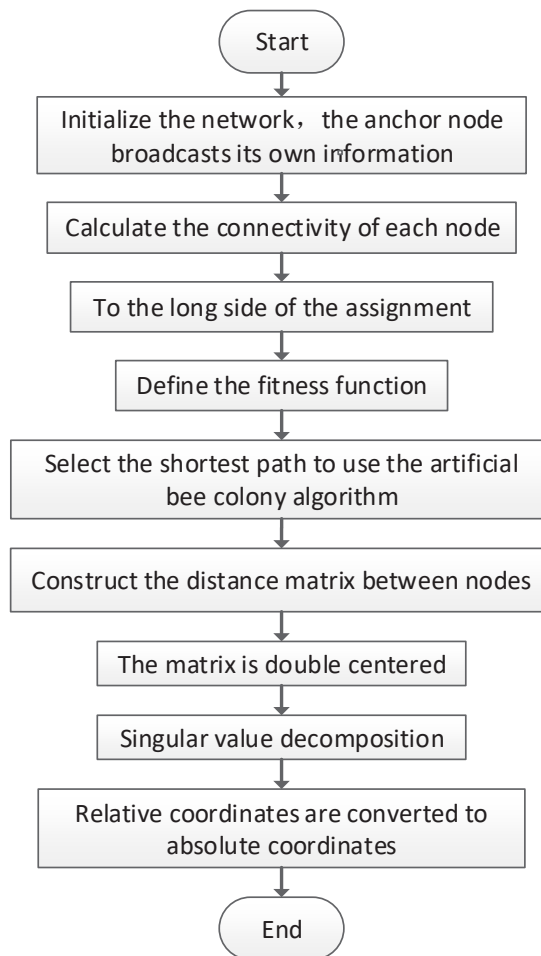 Start
Initialize the network，the anchor node
broadcasts its own information
Calculate the connectivity of each node
To the long side of the assignment
Define the fitness function
Select the shortest path to use the artificial
bee colony algorithm
Construct the distance matrix between nodes
The matrix is double centered
Singular value decomposition
Relative coordinates are converted to
absolute coordinates
End